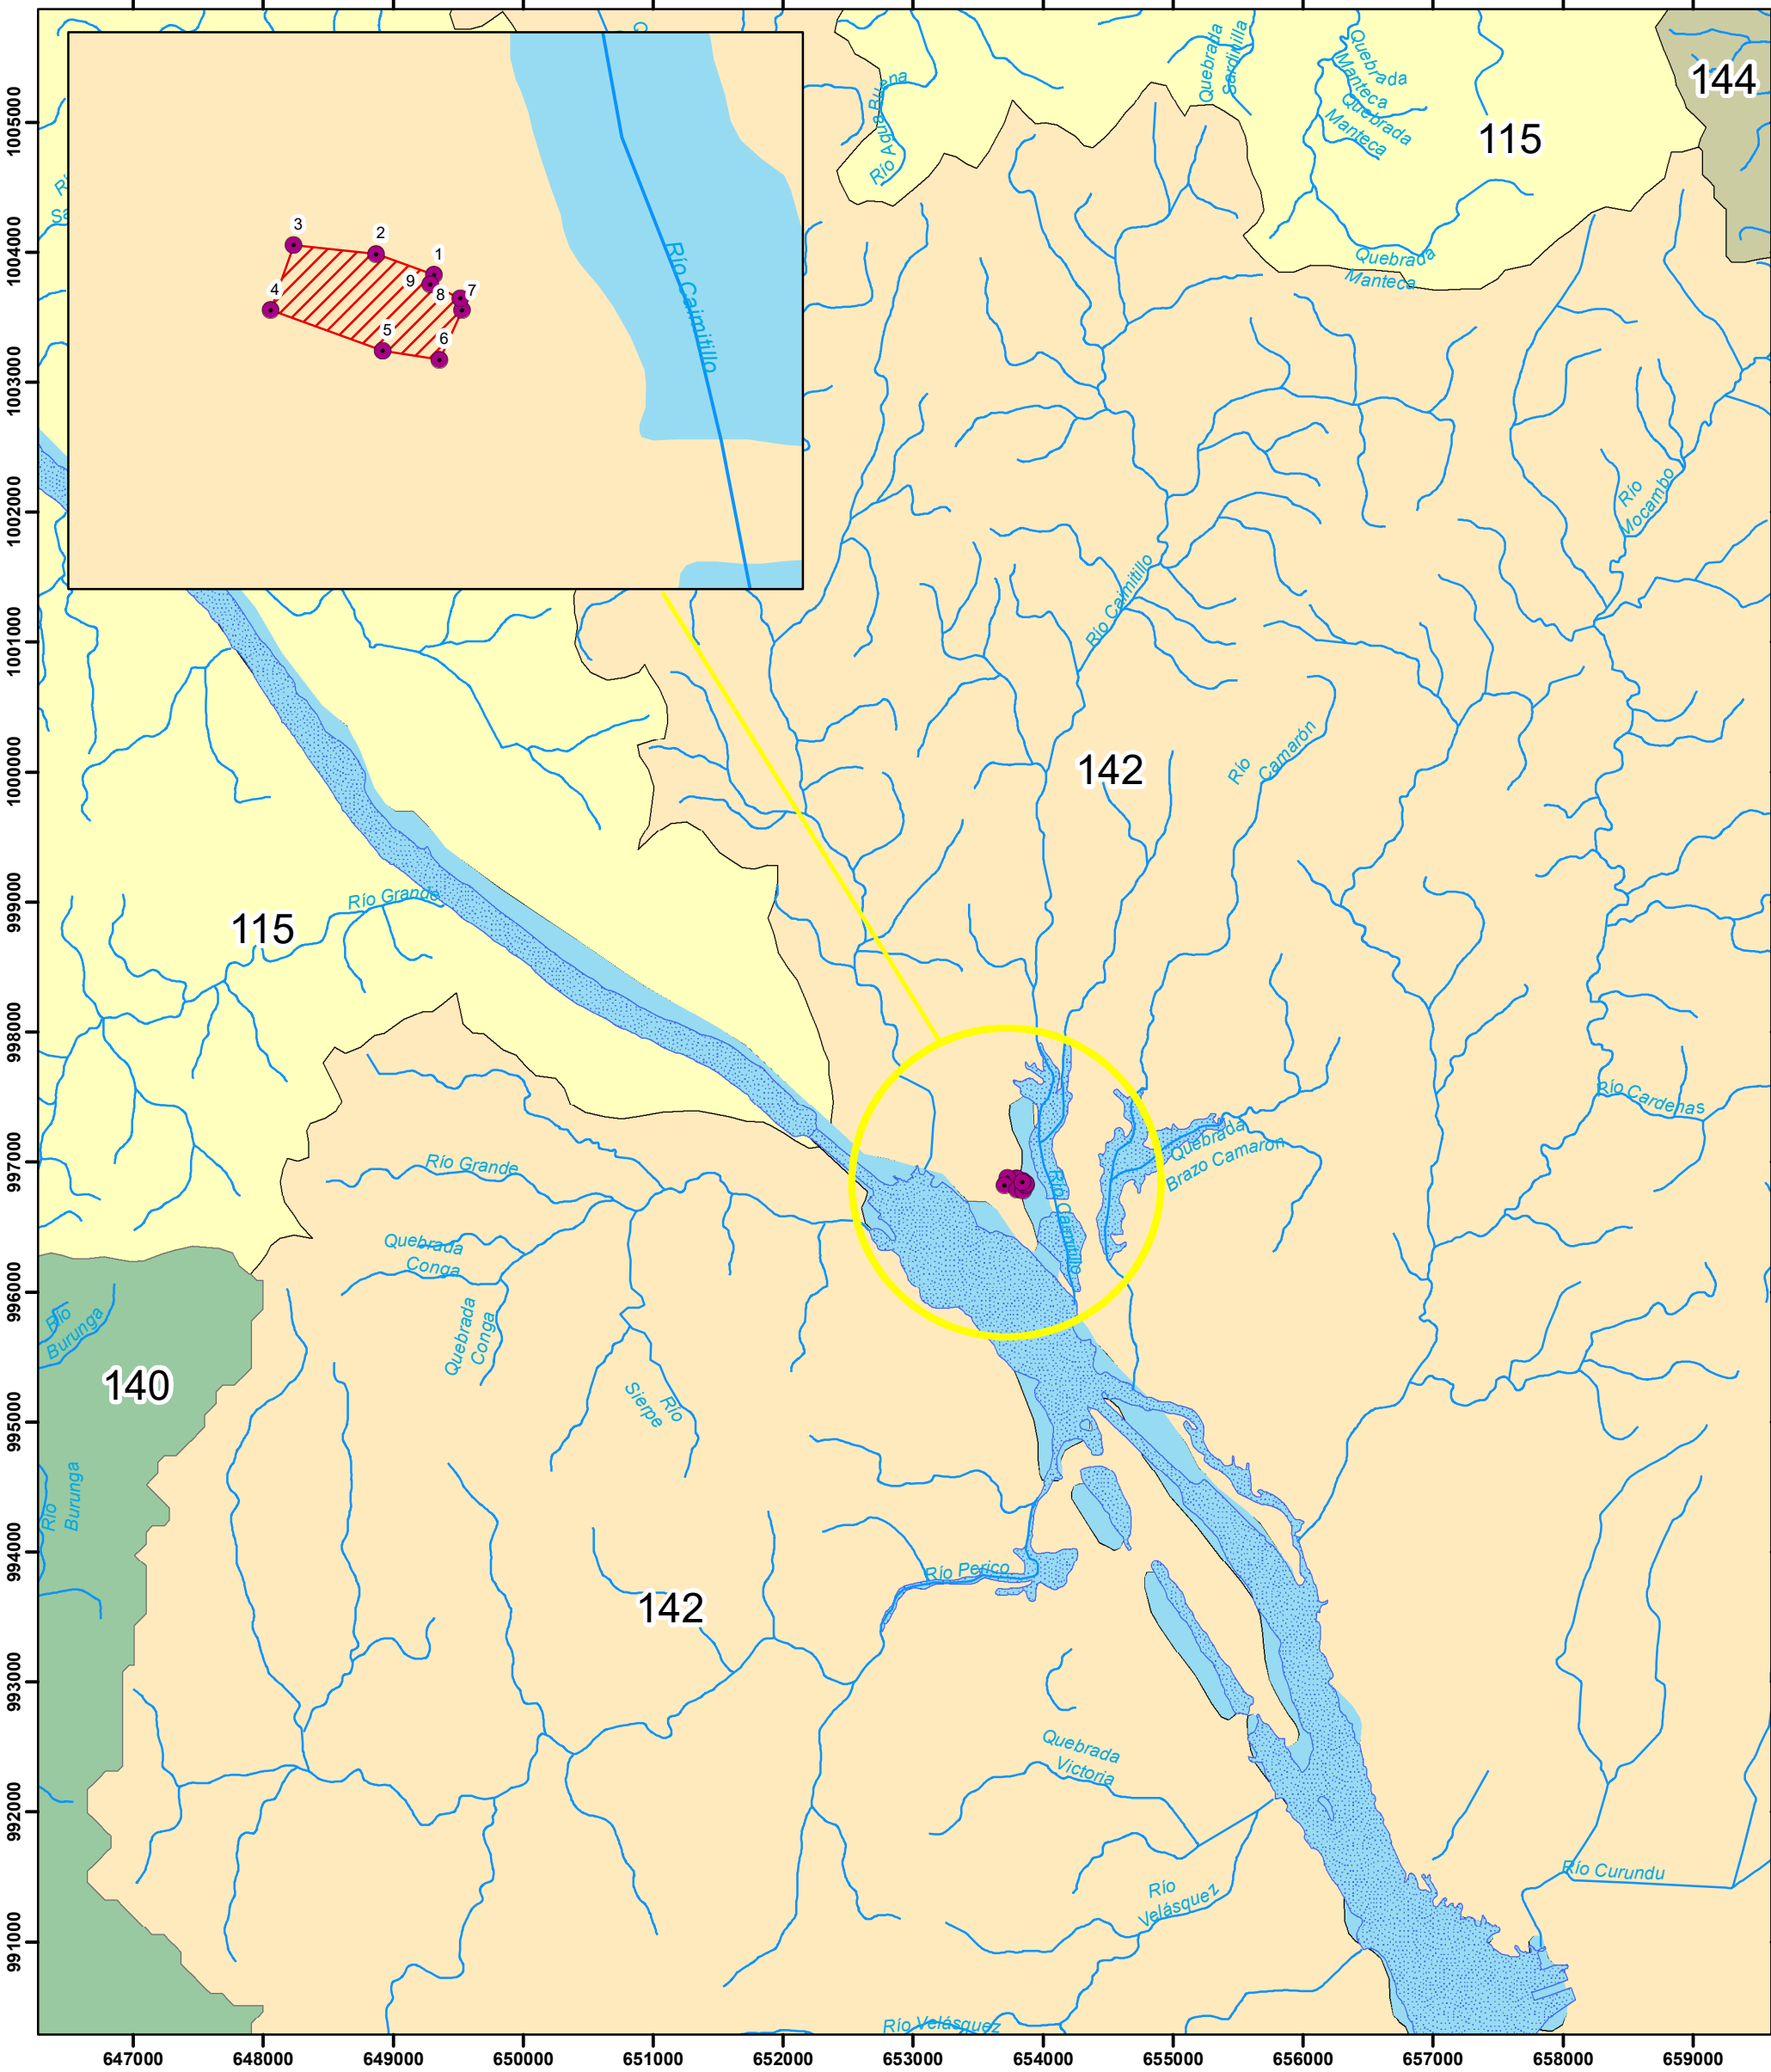 Quebrada
Sardinilla
Quebrada
Manteca
Quebrada
Manteca
144
115
Río Agua Buena
Quebrada
Manteca
3
2
1
9
4
8
7
5
6
Río Caimitillo
Río
Mocambo
Río Caimitillo
142
Río
Camarón
Río Grande
115
Río Cardenas
Quebrada
Brazo Camaron
Río Caimitillo
Río Grande
Quebrada
Conga
Quebrada
Conga
Río
Burunga
140
Río
Sierpe
Río
Burunga
Río Perico
142
Quebrada
Victoria
Río
Velásquez
Río Curundu
Río Velásquez
1005000
1004000
1003000
1002000
1001000
1000000
999000
998000
997000
996000
995000
994000
993000
992000
991000
647000 648000 649000 650000 651000 652000 653000 654000 655000 656000 657000 658000 659000